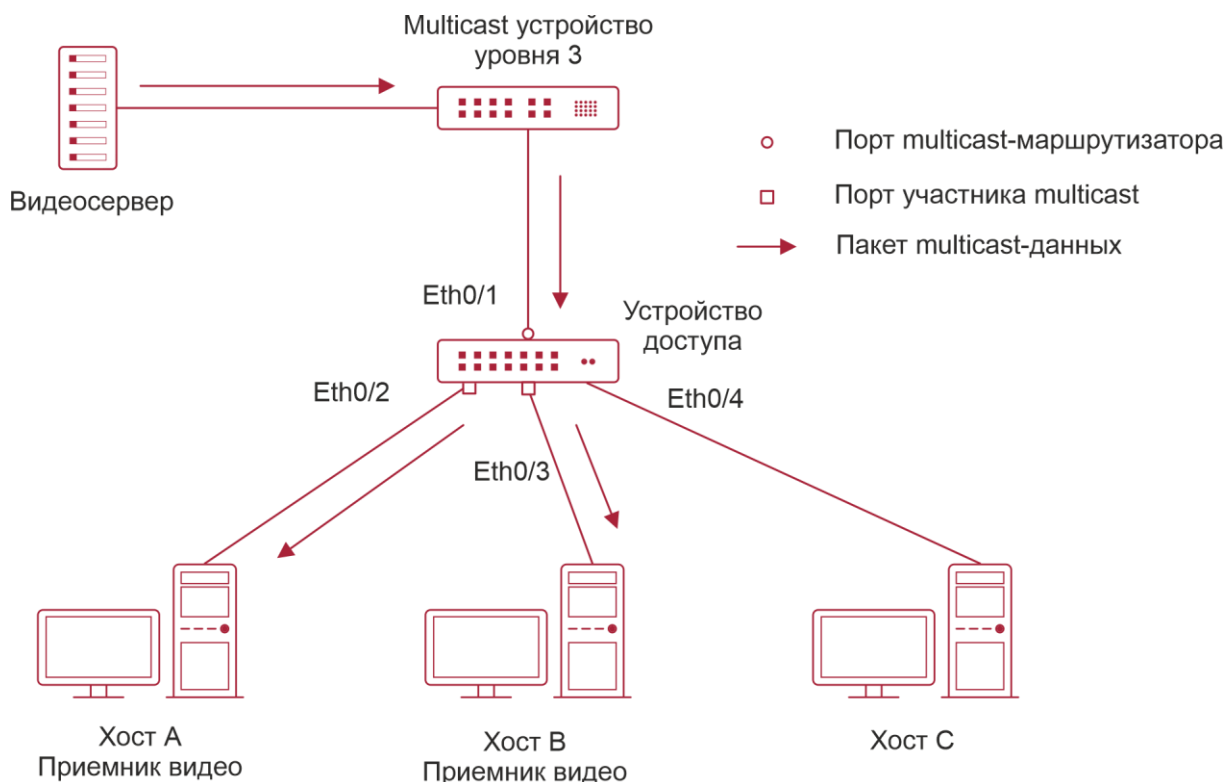 Multicast устройство
уровня 3
Видеосервер
Порт multicast-маршрутизатора
Порт участника multicast
Пакет multicast-данных
Eth0/1
Устройство
доступа
Eth0/2
Eth0/4
Eth0/3
Хост А
Приемник видео
Хост В
Приемник видео
Хост С